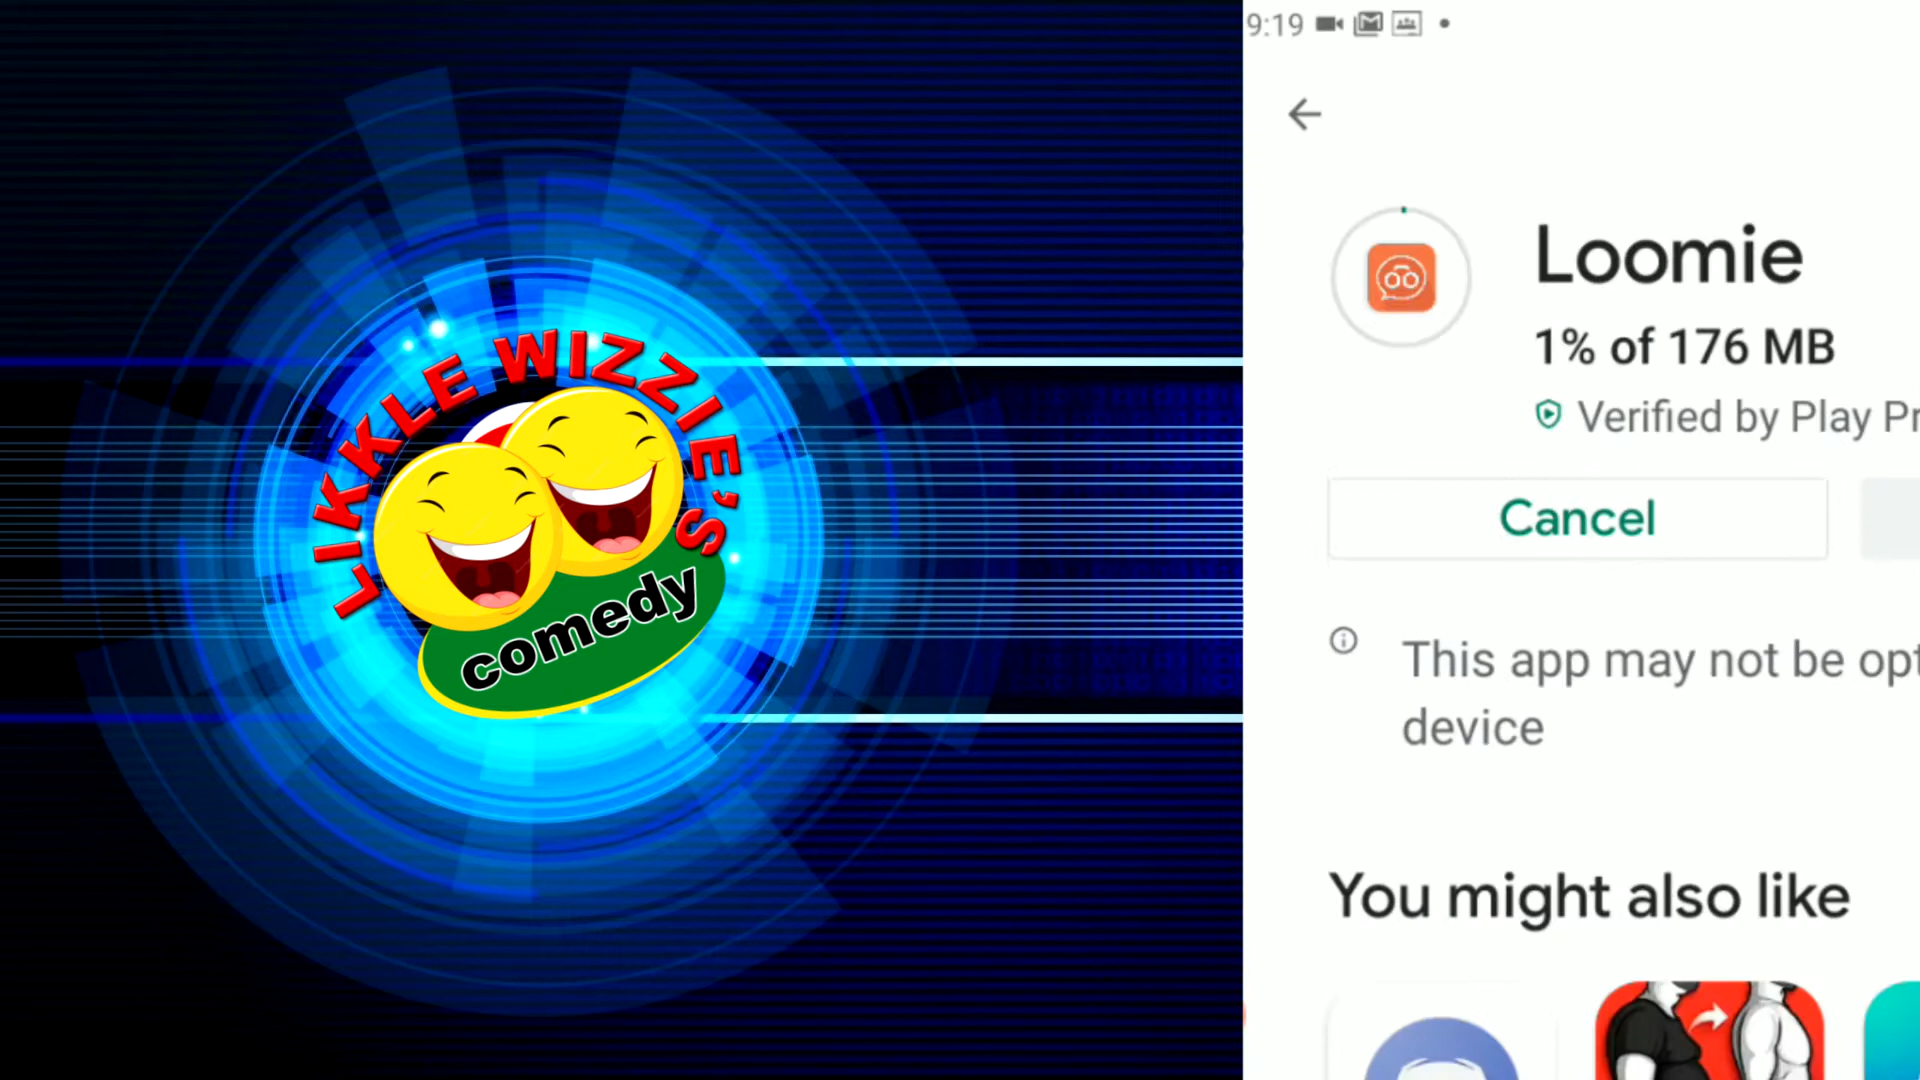 LIKKLE WIZZIE'S
comedy
9:19
Loomie
1% of 176 MB
Verified by Play Pr
Cancel
This app may not be opt
device
You might also like